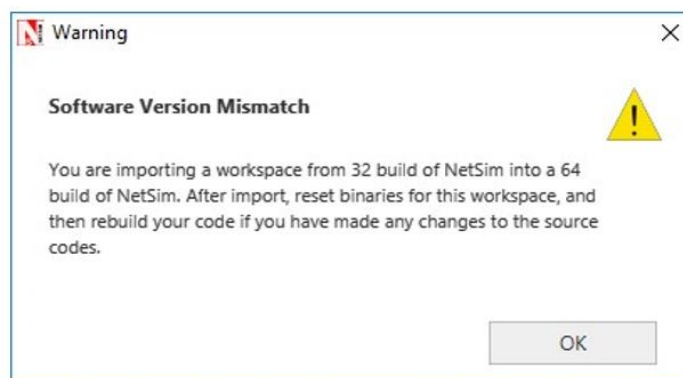 Warning
Software Version Mismatch
You are importing a workspace from 32 build of NetSim into a 64
build of NetSim. After import, reset binaries for this workspace, and
then rebuild your code if you have made any changes to the source
codes.
OK